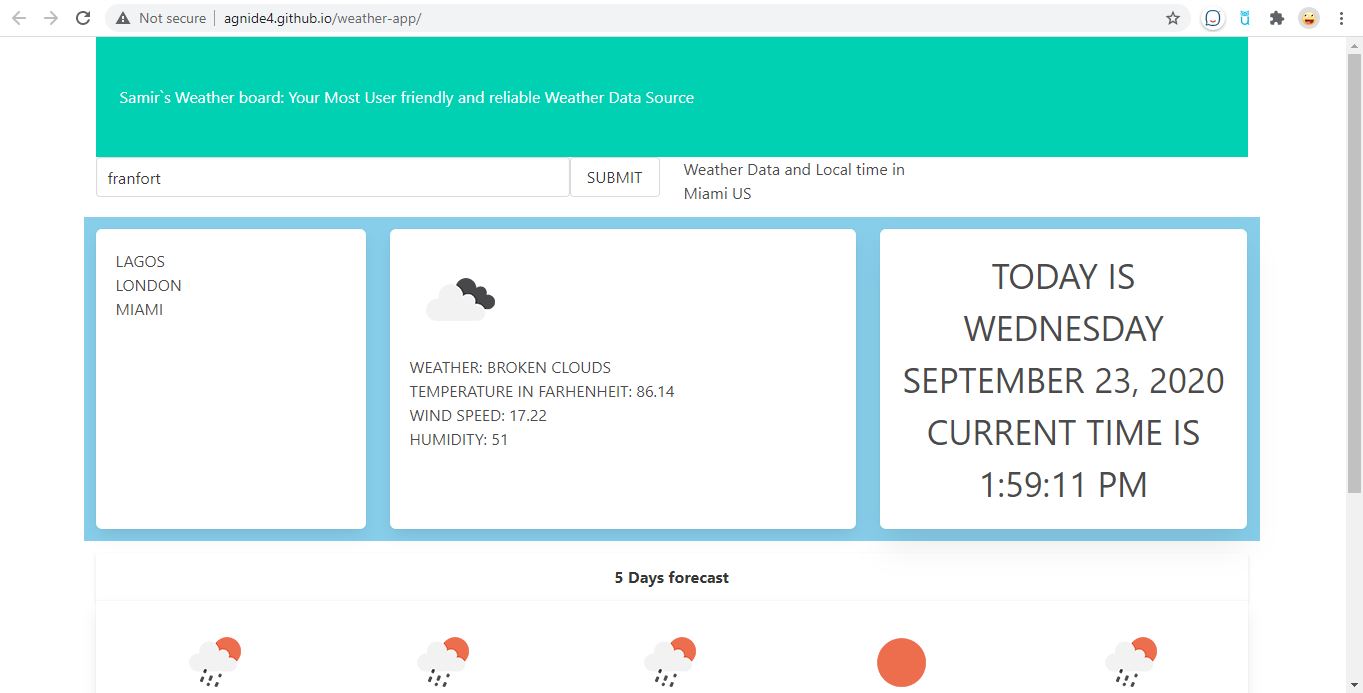 Not secure
agnide4.github.io/weather-app/
Samir`s Weather board: Your Most User friendly and reliable Weather Data Source
franfort
SUBMIT
Weather Data and Local time in
Miami US
LAGOS
LONDON
MIAMI
WEATHER: BROKEN CLOUDS
TEMPERATURE IN FARHENHEIT: 86.14
WIND SPEED: 17.22
HUMIDITY: 51
TODAY IS
WEDNESDAY
SEPTEMBER 23, 2020
CURRENT TIME IS
1:59:11 PM
5 Days forecast